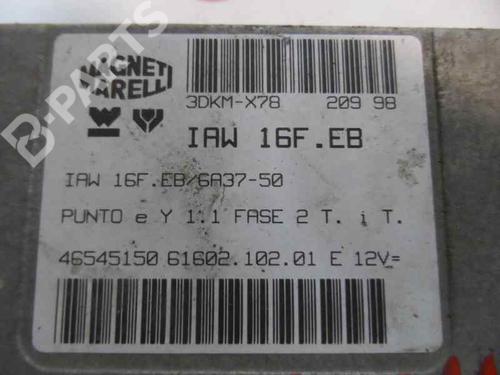 B-PARTS
MAGNETI
MARELLI
3DKM-X78 209 98
IAW 16F.EB
IAW 16F.EB/6A37-50
PUNTO e Y 1.1 FASE 2 T. i T.
46545150 61602.102.01 E 12V=